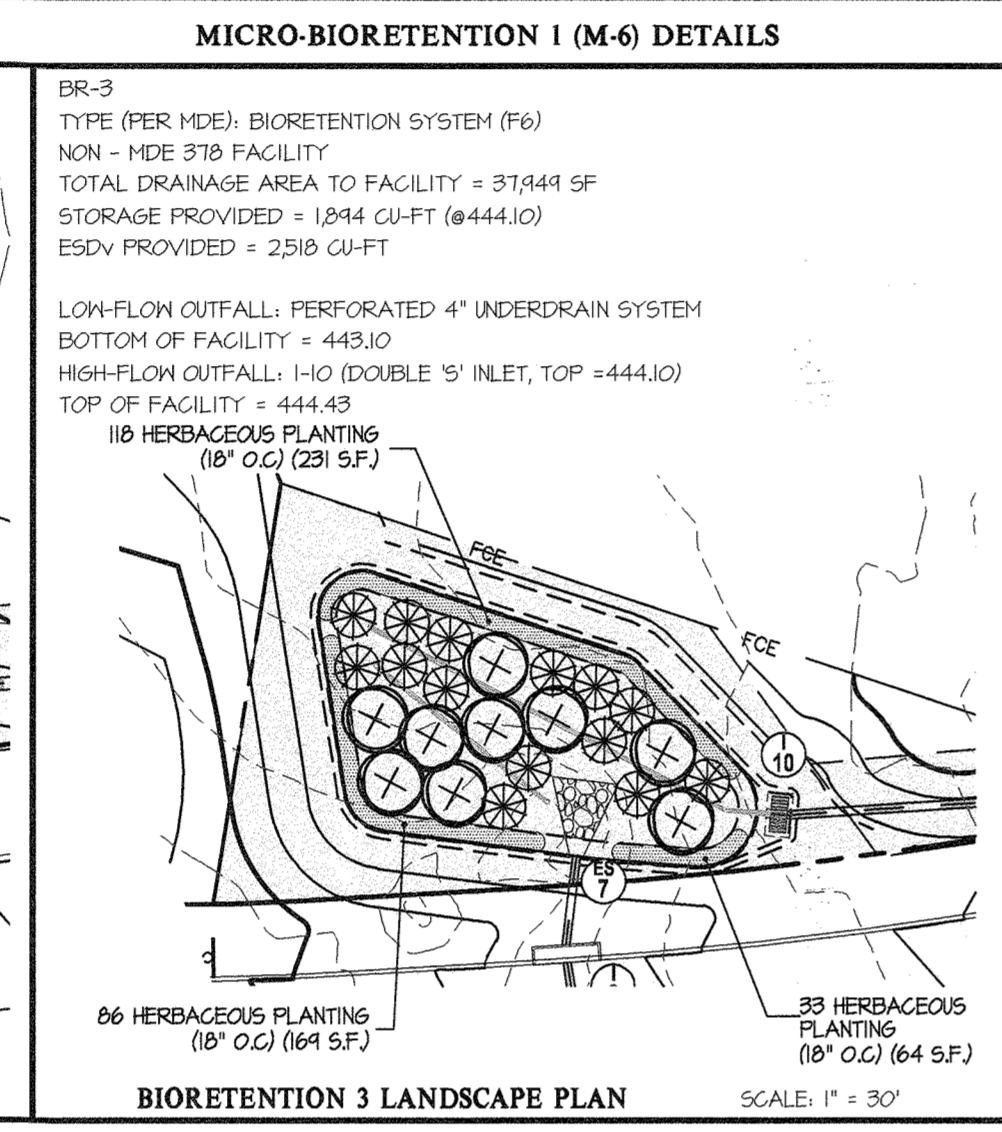 MICRO-BIORETENTION 1 (M-6) DETAILS
BR-3
TYPE (PER MDE): BIORETENTION SYSTEM (F6)
NON - MDE 378 FACILITY
TOTAL DRAINAGE AREA TO FACILITY = 37,949 SF
STORAGE PROVIDED = 1,894 CU-FT (@444.10)
ESDv PROVIDED = 2,518 CU-FT
LOW-FLOW OUTFALL: PERFORATED 4" UNDERDRAIN SYSTEM
BOTTOM OF FACILITY = 443.10
HIGH-FLOW OUTFALL: I-10 (DOUBLE 'S' INLET, TOP =444.10)
TOP OF FACILITY = 444.43
118 HERBACEOUS PLANTING
(18" O.C) (231 S.F.)
FCE
FCE
I
10
ES
7
86 HERBACEOUS PLANTING
(18" O.C) (169 S.F.)
33 HERBACEOUS
PLANTING
(18" O.C) (64 S.F.)
BIORETENTION 3 LANDSCAPE PLAN
SCALE: 1" = 30'